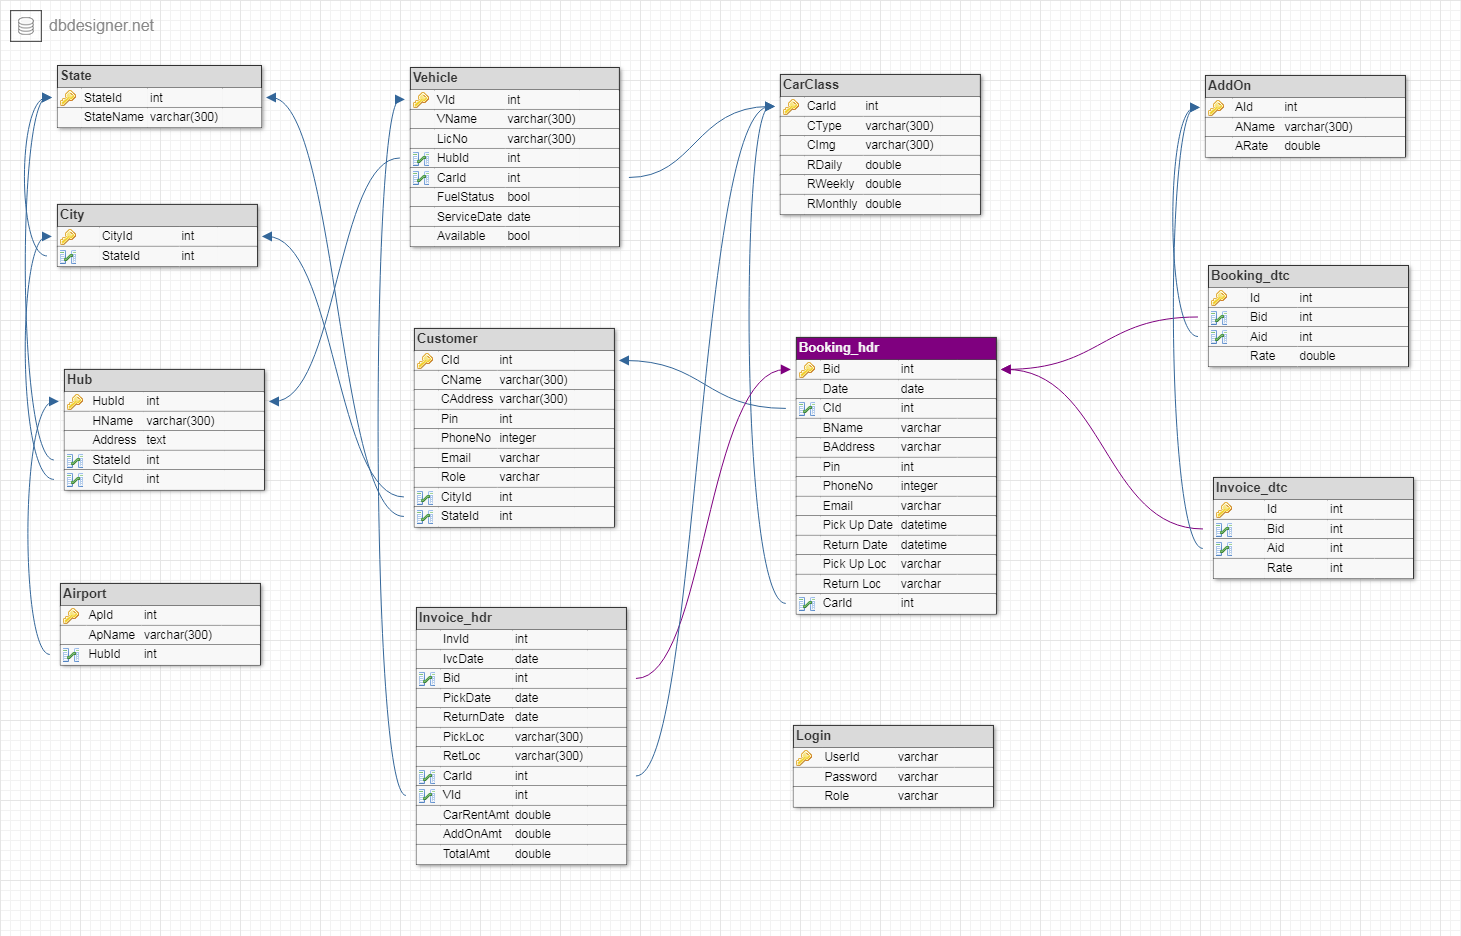 dbdesigner.net
State
StateId int
StateName varchar(300)
City
CityId int
StateId int
Hub
HubId int
HName varchar(300)
Address text
StateId int
CityId int
Airport
ApId int
ApName varchar(300)
HubId int
Vehicle
VId int
VName varchar(300)
LicNo varchar(300)
HubId int
CarId int
FuelStatus bool
ServiceDate date
Available bool
Customer
CId int
CName varchar(300)
CAddress varchar(300)
Pin int
PhoneNo integer
Email varchar
Role varchar
CityId int
StateId int
Invoice_hdr
InvId int
IvcDate date
Bid int
PickDate date
ReturnDate date
PickLoc varchar(300)
RetLoc varchar(300)
CarId int
VId int
CarRentAmt double
AddOnAmt double
TotalAmt double
CarClass
CarId int
CType varchar(300)
CImg varchar(300)
RDaily double
RWeekly double
RMonthly double
Booking_hdr
Bid int
Date date
CId int
BName varchar
BAddress varchar
Pin int
PhoneNo integer
Email varchar
Pick Up Date datetime
Return Date datetime
Pick Up Loc varchar
Return Loc varchar
CarId int
Login
UserId varchar
Password varchar
Role varchar
AddOn
AId int
AName varchar(300)
ARate double
Booking_dtc
Id int
Bid int
Aid int
Rate double
Invoice_dtc
Id int
Bid int
Aid int
Rate int